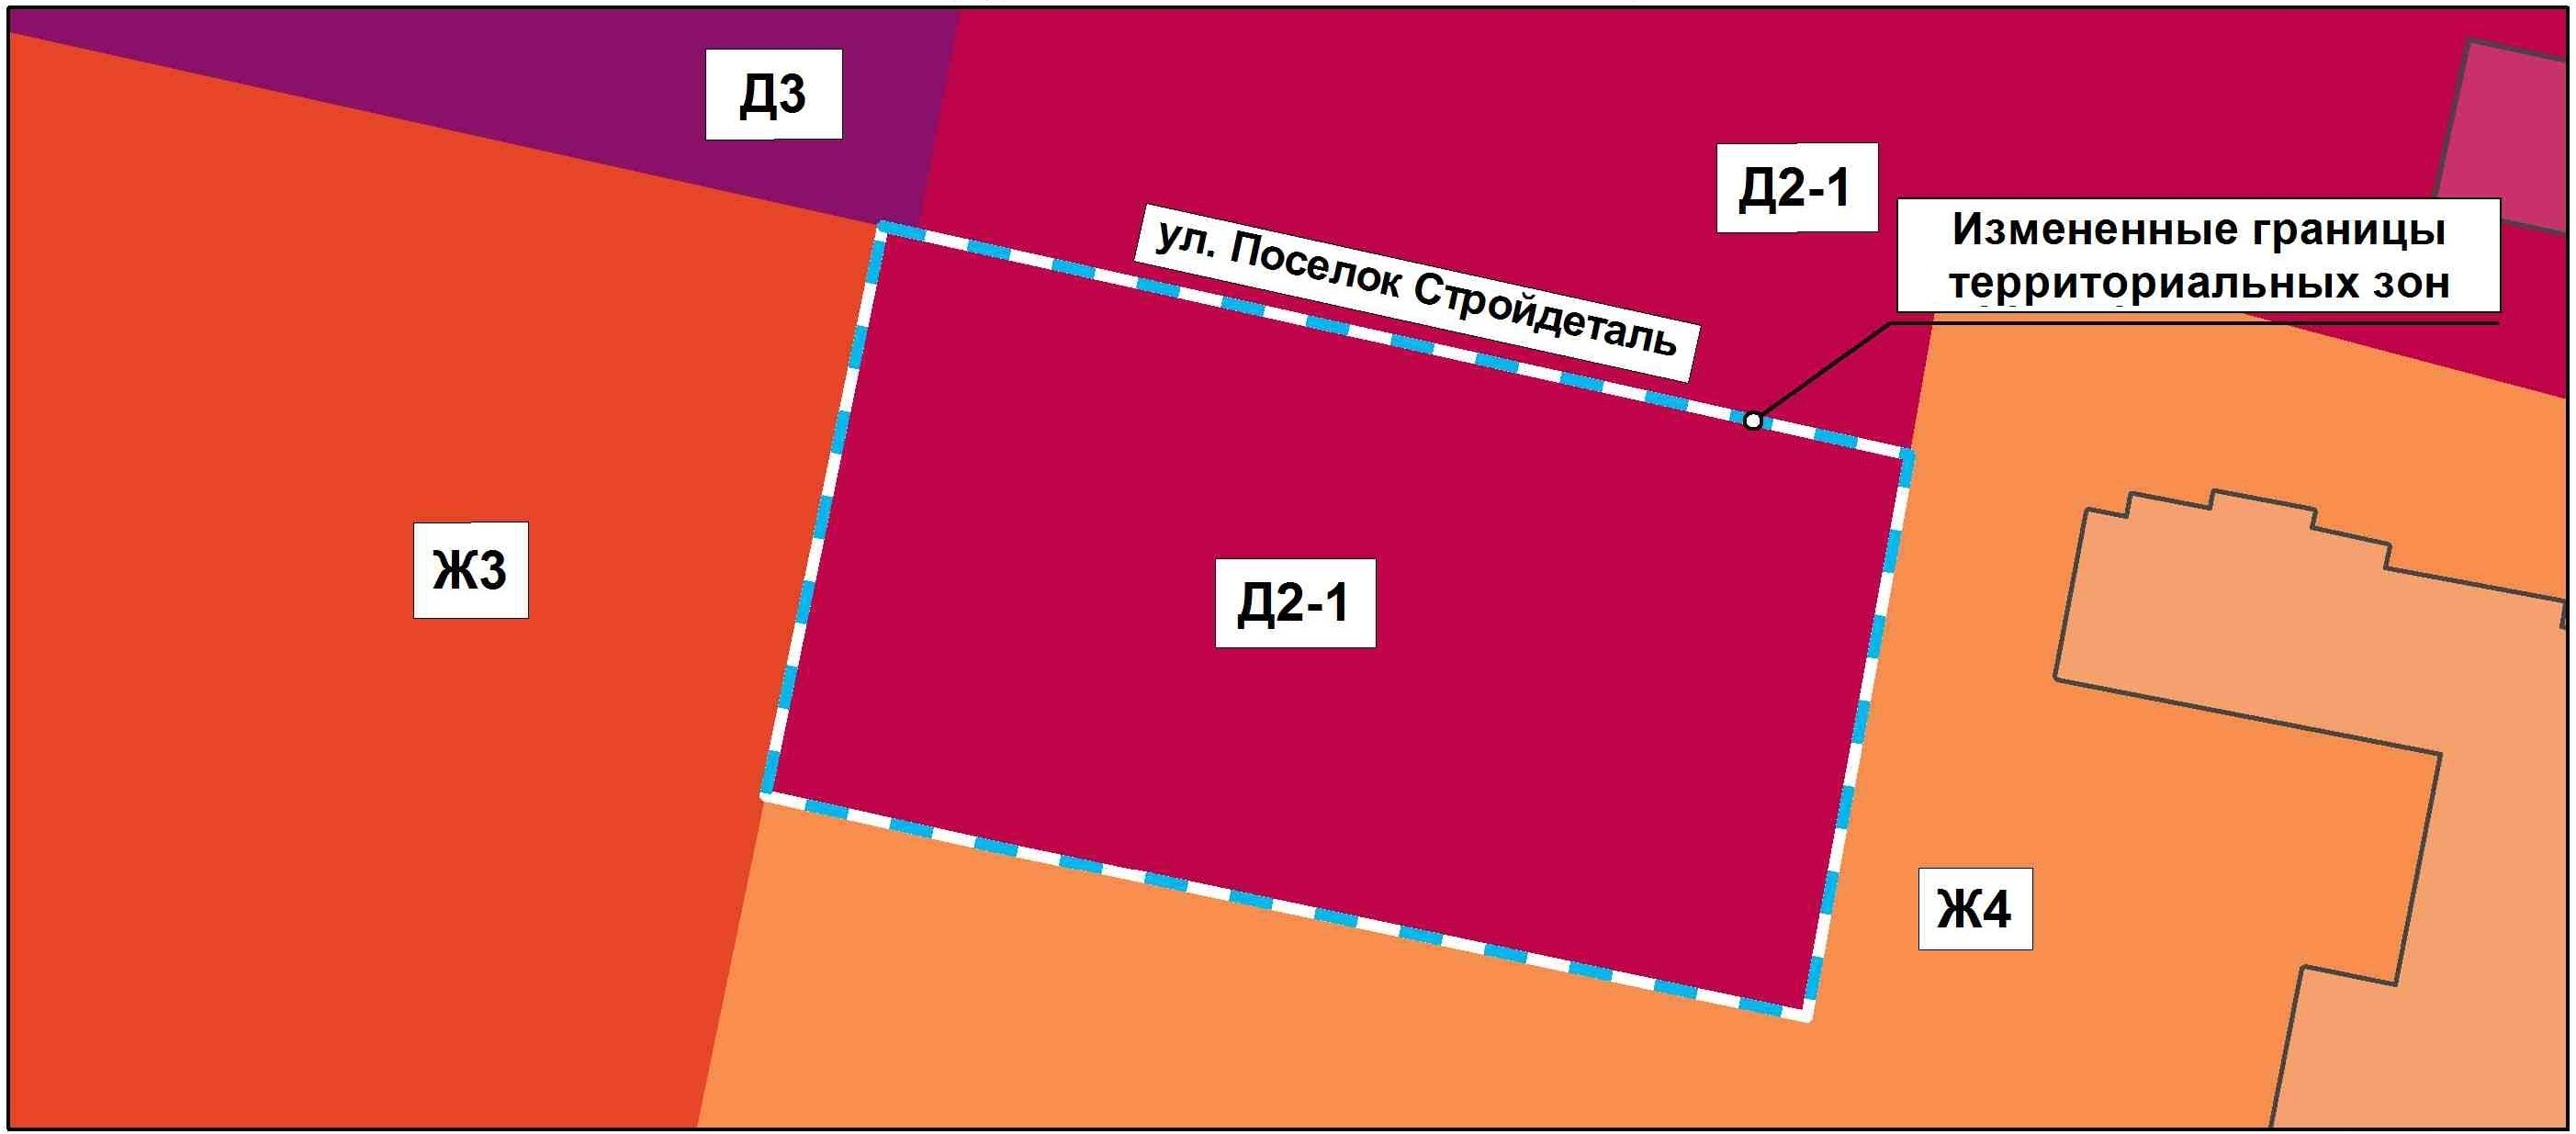 Д3
Д2-1
Измененные границы
территориальных зон
ул. Поселок Стройдеталь
Ж3
Д2-1
Ж4